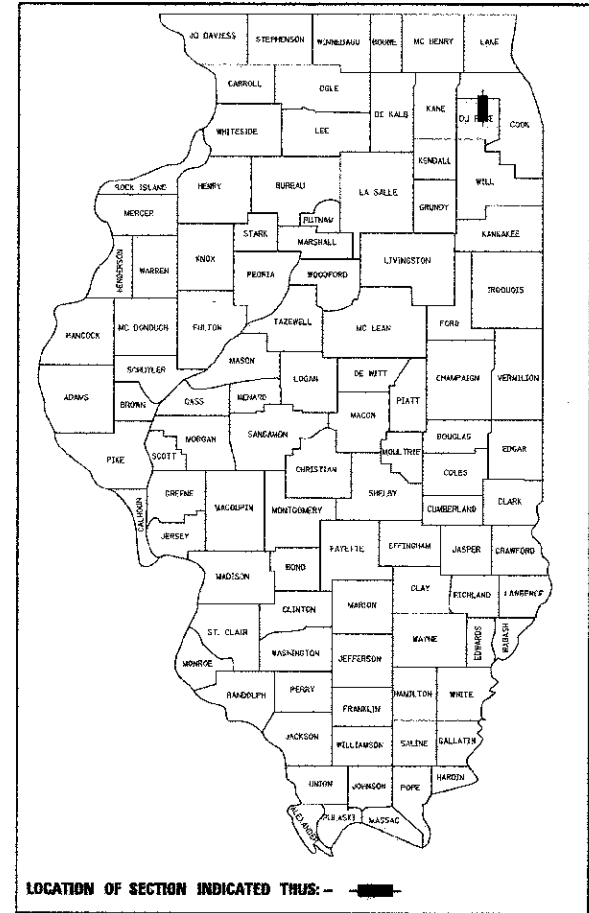 JO DAVIESS STEPHENSON WINNEBAGO BOONE MC HENRY LAKE
CARROLL OGLE
DE KALB KANE DU PAGE COOK
WHITESIDE LEE
KENDALL WILL
ROCK ISLAND HENRY BUREAU LA SALLE GRUNDY
MERCER PUTNAM KANKAKEE
STARK MARSHALL
HENDERSON WARREN KNOX PEORIA WOODFORD LIVINGSTON IROQUOIS
HANCOCK MC DONOUGH FULTON TAZEWELL MC LEAN FORD
MASON
SCHUYLER LOGAN DE WITT CHAMPAIGN VERMILION
ADAMS BROWN CASS MENARD PIATT
MACON
MORGAN SANGAMON DOUGLAS
PIKE SCOTT CHRISTIAN MOULTRIE COLES EDGAR
GREENE MACOUPIN SHELBY CLARK
CALHOUN MONTGOMERY CUMBERLAND
JERSEY FAYETTE EFFINGHAM JASPER CRAWFORD
BOND
MADISON CLAY RICHLAND LAWRENCE
CLINTON MARION
ST. CLAIR WAYNE EDWARDS WABASH
MONROE WASHINGTON JEFFERSON
RANDOLPH PERRY HAMILTON WHITE
FRANKLIN
JACKSON WILLIAMSON SALINE GALLATIN
UNION JOHNSON POPE HARDIN
ALEXANDER PULASKI MASSAC
LOCATION OF SECTION INDICATED THUS: -